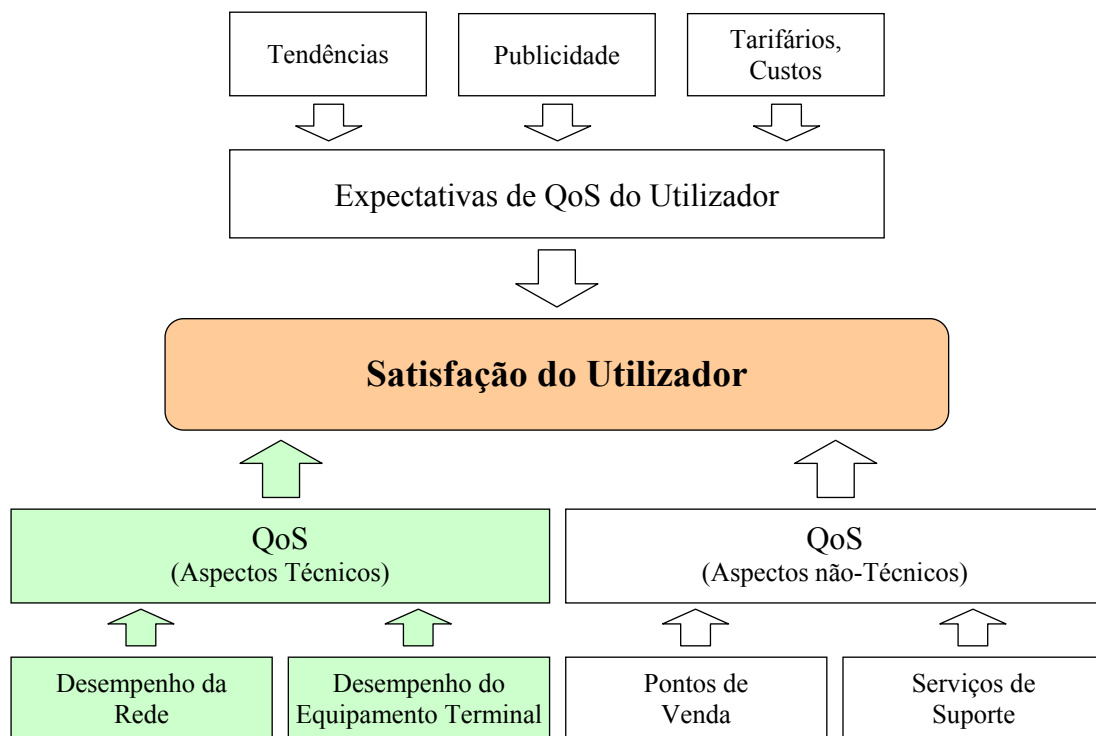 Tendências
Publicidade
Tarifários,
Custos
Expectativas de QoS do Utilizador
Satisfação do Utilizador
QoS
(Aspectos Técnicos)
QoS
(Aspectos não-Técnicos)
Desempenho da
Rede
Desempenho do
Equipamento Terminal
Pontos de
Venda
Serviços de
Suporte